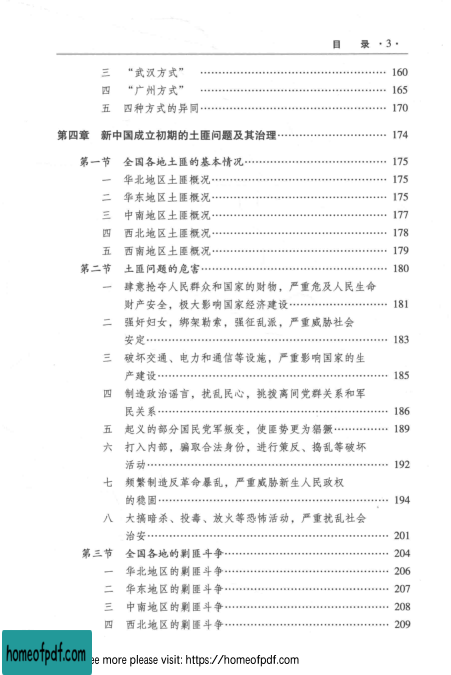 目 录 ·3·
三 “武汉方式” …… 160
四 “广州方式” …… 165
五 四种方式的异同…… 170
第四章 新中国成立初期的土匪问题及其治理…… 174
第一节 全国各地土匪的基本情况…… 175
一 华北地区土匪概况…… 175
二 华东地区土匪概况…… 175
三 中南地区土匪概况…… 177
四 西北地区土匪概况…… 178
五 西南地区土匪概况…… 179
第二节 土匪问题的危害…… 180
一 肆意抢夺人民群众和国家的财物，严重危及人民生命
财产安全，极大影响国家经济建设…… 181
二 强奸妇女，绑架勒索，强征乱派，严重威胁社会
安定…… 183
三 破坏交通、电力和通信等设施，严重影响国家的生
产建设…… 185
四 制造政治谣言，扰乱民心，挑拨离间党群关系和军
民关系…… 186
五 起义的部分国民党军叛变，使匪势更为猖獗…… 189
六 打入内部，骗取合法身份，进行策反、捣乱等破坏
活动…… 192
七 频繁制造反革命暴乱，严重威胁新生人民政权
的稳固…… 194
八 大搞暗杀、投毒、放火等恐怖活动，严重扰乱社会
治安…… 201
第三节 全国各地的剿匪斗争…… 204
一 华北地区的剿匪斗争…… 206
二 华东地区的剿匪斗争…… 207
三 中南地区的剿匪斗争…… 208
四 西北地区的剿匪斗争…… 209
homeofpdf.com
ee more please visit: https://homeofpdf.com